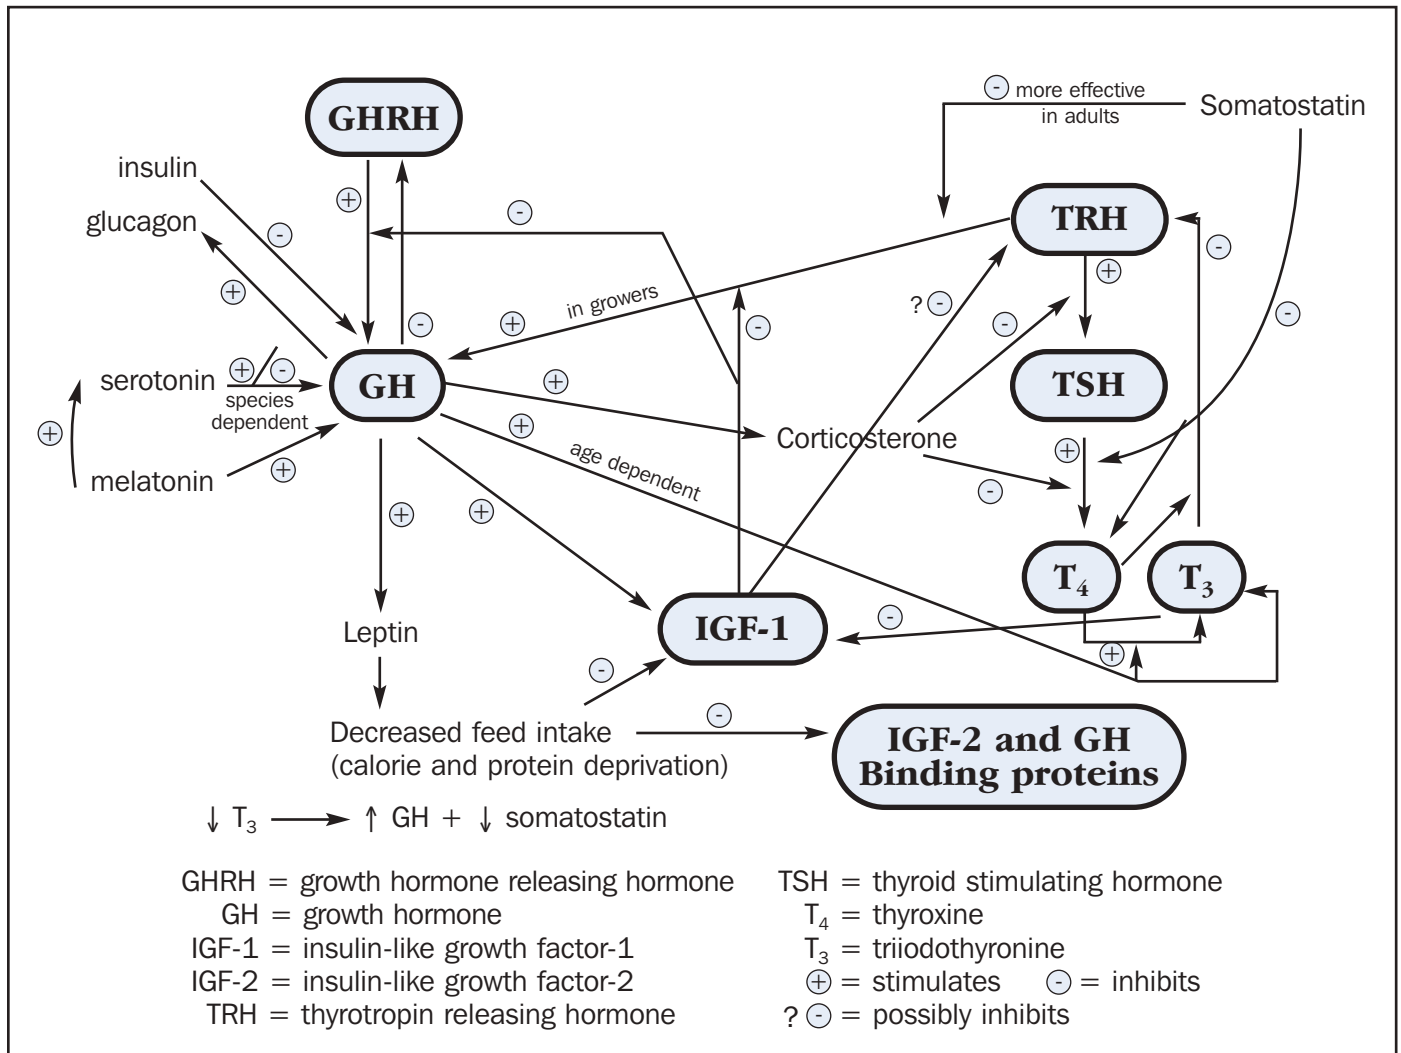 GHRH
⊖ more effective
in adults
Somatostatin
insulin
⊕
⊖
TRH
glucagon
⊖
⊖
⊕
⊕
in growers
? ⊖
⊖
⊖
⊕
⊖
⊖
serotonin
⊕ ⊖
species
dependent
GH
⊕
TSH
⊕
⊕
age dependent
Corticosterone
⊕
melatonin
⊕
⊖
⊕
⊕
T₄
T₃
Leptin
IGF-1
⊖
⊕
⊖
⊖
Decreased feed intake
(calorie and protein deprivation)
IGF-2 and GH
Binding proteins
↓ T₃ → ↑ GH + ↓ somatostatin
GHRH = growth hormone releasing hormone
GH = growth hormone
IGF-1 = insulin-like growth factor-1
IGF-2 = insulin-like growth factor-2
TRH = thyrotropin releasing hormone
TSH = thyroid stimulating hormone
T₄ = thyroxine
T₃ = triiodothyronine
⊕ = stimulates ⊖ = inhibits
? ⊖ = possibly inhibits